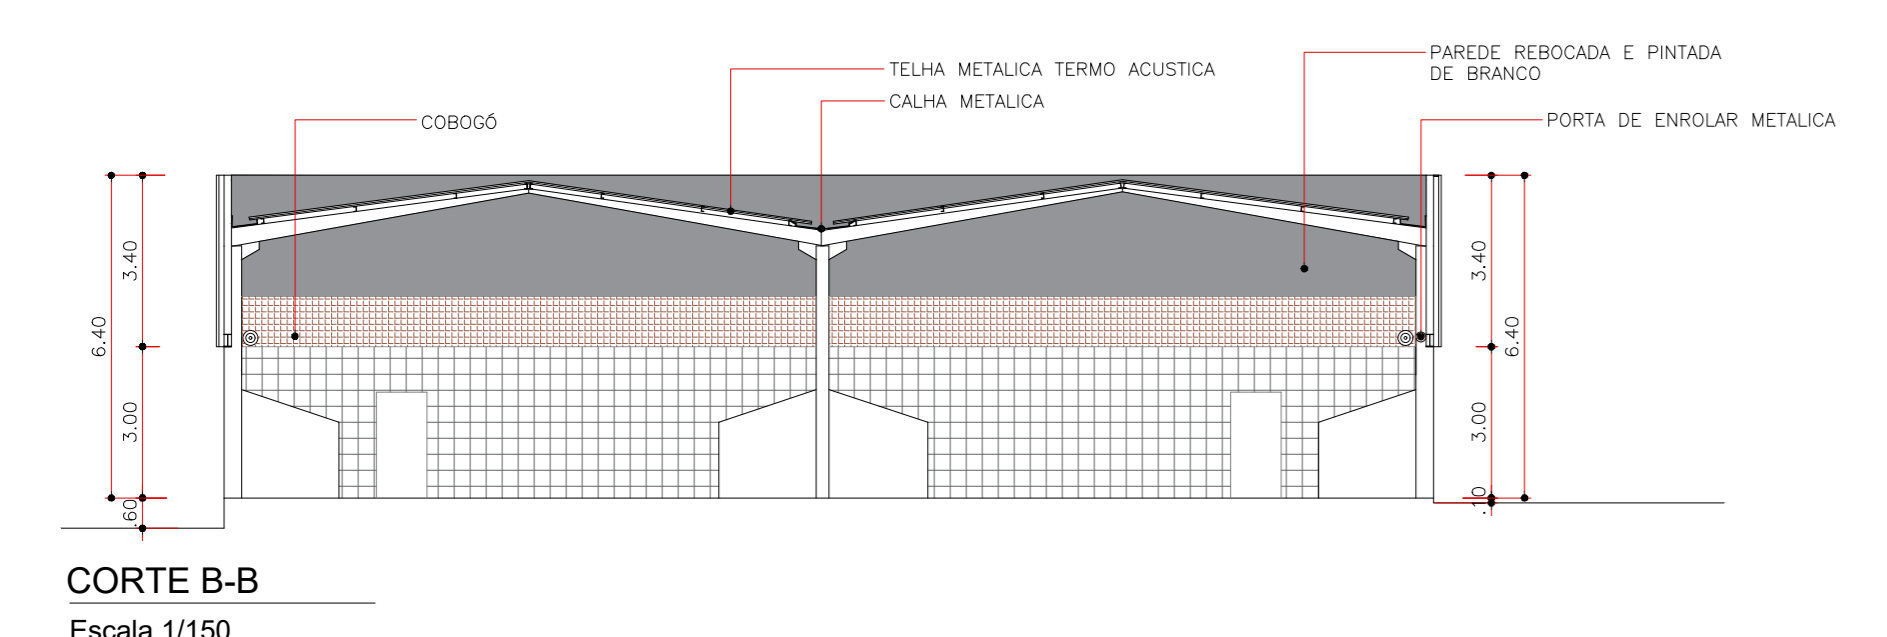 PAREDE REBOCADA E PINTADA
DE BRANCO
TELHA METALICA TERMO ACUSTICA
CALHA METALICA
COBOGÓ
PORTA DE ENROLAR METALICA
3.40
6.40
3.00
.60
3.40
6.40
3.00
.10
CORTE B-B
Escala 1/150